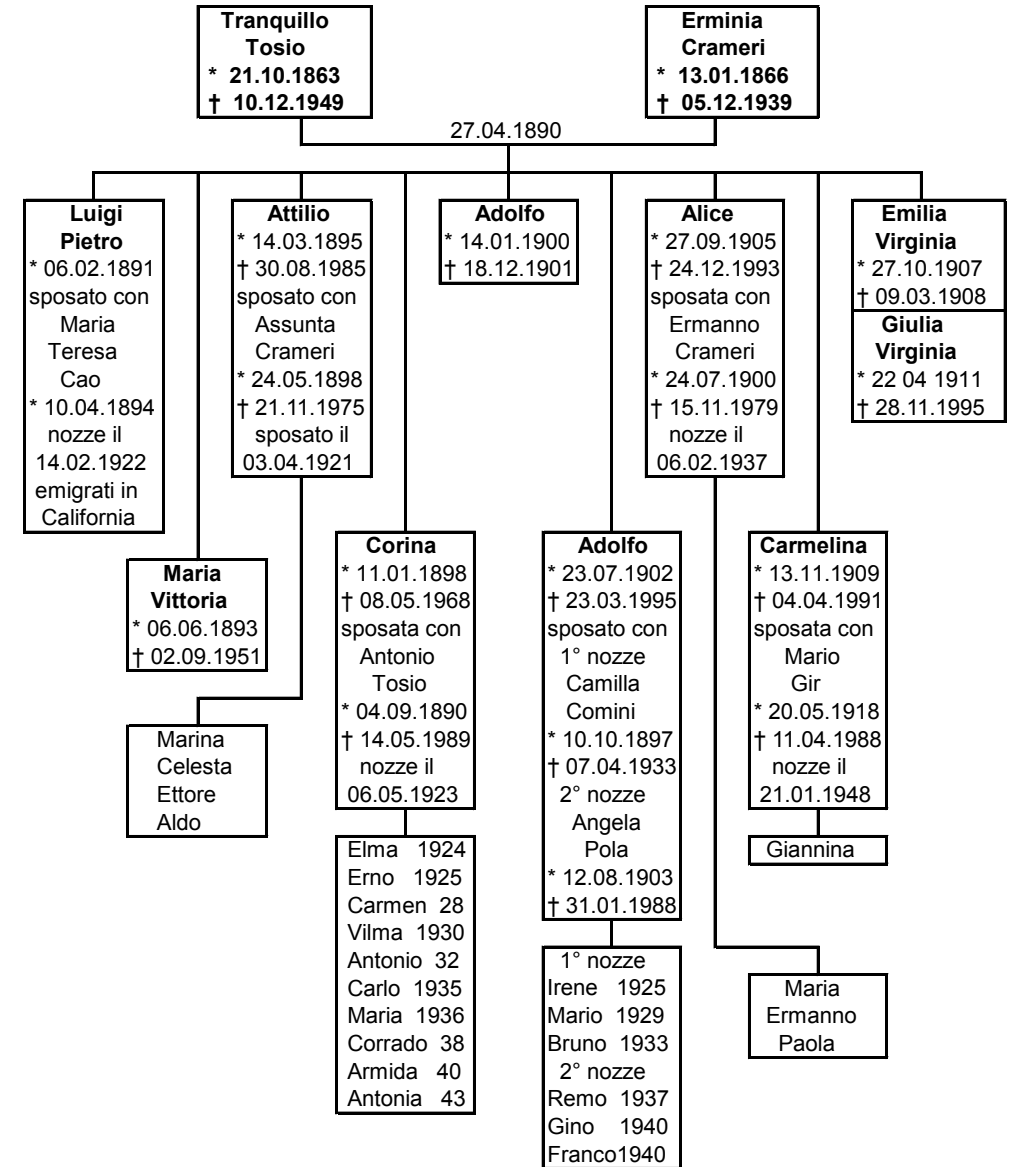 Tranquillo
Tosio
* 21.10.1863
† 10.12.1949
Erminia
Crameri
* 13.01.1866
† 05.12.1939
27.04.1890
Luigi
Pietro
* 06.02.1891
sposato con
Maria
Teresa
Cao
* 10.04.1894
nozze il
14.02.1922
emigrati in
California
Attilio
* 14.03.1895
† 30.08.1985
sposato con
Assunta
Crameri
* 24.05.1898
† 21.11.1975
sposato il
03.04.1921
Adolfo
* 14.01.1900
† 18.12.1901
Alice
* 27.09.1905
† 24.12.1993
sposata con
Ermanno
Crameri
* 24.07.1900
† 15.11.1979
nozze il
06.02.1937
Emilia
Virginia
* 27.10.1907
† 09.03.1908
Giulia
Virginia
* 22 04 1911
† 28.11.1995
Maria
Vittoria
* 06.06.1893
† 02.09.1951
Corina
* 11.01.1898
† 08.05.1968
sposata con
Antonio
Tosio
* 04.09.1890
† 14.05.1989
nozze il
06.05.1923
Adolfo
* 23.07.1902
† 23.03.1995
sposato con
1° nozze
Camilla
Comini
* 10.10.1897
† 07.04.1933
2° nozze
Angela
Pola
* 12.08.1903
† 31.01.1988
Carmelina
* 13.11.1909
† 04.04.1991
sposata con
Mario
Gir
* 20.05.1918
† 11.04.1988
nozze il
21.01.1948
Marina
Celesta
Ettore
Aldo
Elma 1924
Erno 1925
Carmen 28
Vilma 1930
Antonio 32
Carlo 1935
Maria 1936
Corrado 38
Armida 40
Antonia 43
1° nozze
Irene 1925
Mario 1929
Bruno 1933
2° nozze
Remo 1937
Gino 1940
Franco1940
Giannina
Maria
Ermanno
Paola